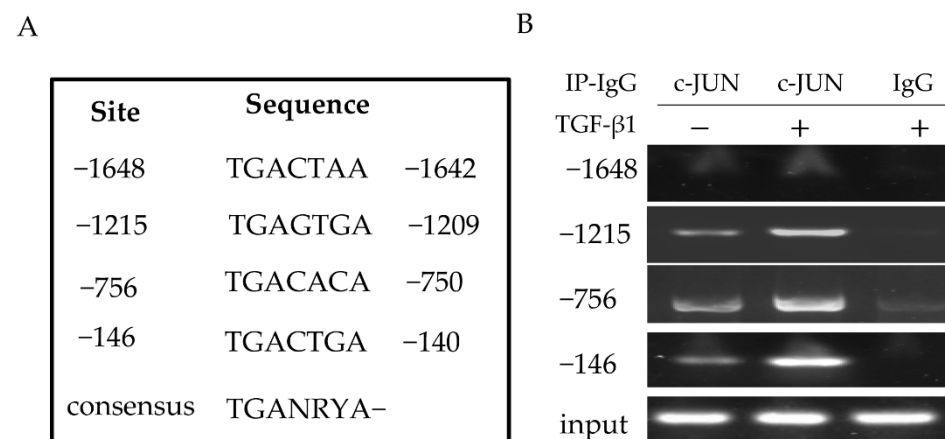 A
Site Sequence
−1648 TGACTAA −1642
−1215 TGAGTGA −1209
−756 TGACACA −750
−146 TGACTGA −140
consensus TGANRYA−
B
IP-IgG c-JUN c-JUN IgG
TGF-β1 − + +
−1648
−1215
−756
−146
input